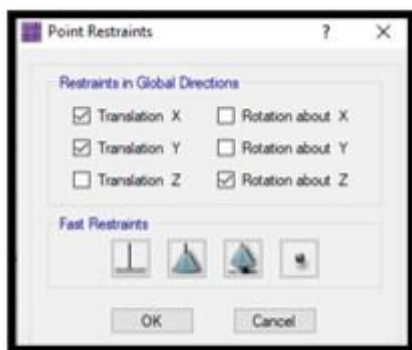 Point Restraints
?
Restraints in Global Directions
Translation X
Rotation about X
Translation Y
Rotation about Y
Translation Z
Rotation about Z
Fast Restraints
OK
Cancel